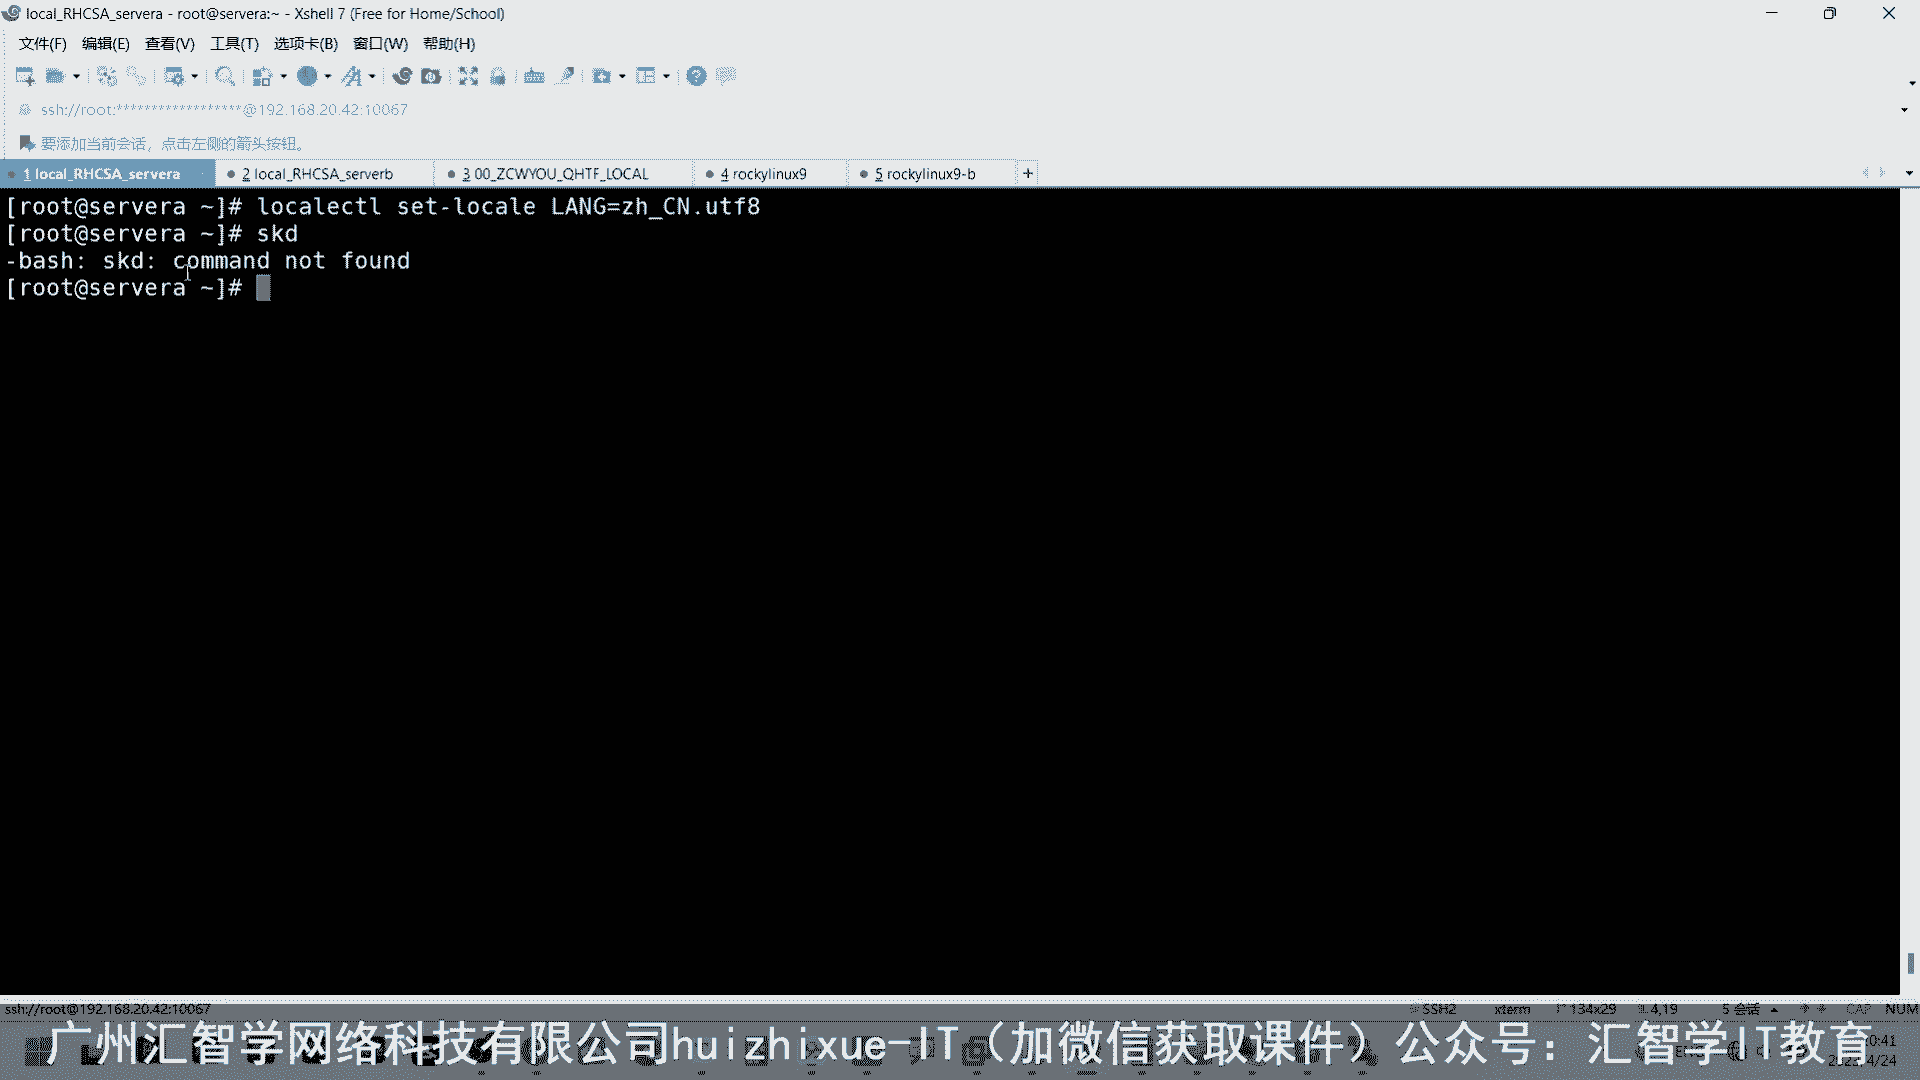 local_RHCSA_servera - root@servera:~ - Xshell 7 (Free for Home/School)
文件(F) 编辑(E) 查看(V) 工具(T) 选项卡(B) 窗口(W) 帮助(H)
ssh://root:******************@192.168.20.42:10067
要添加当前会话，点击左侧的箭头按钮。
1 local_RHCSA_servera 2 local_RHCSA_serverb 3 00_ZCWYOU_QHTF_LOCAL 4 rockylinux9 5 rockylinux9-b +
[root@servera ~]# localectl set-locale LANG=zh_CN.utf8
[root@servera ~]# skd
-bash: skd: command not found
[root@servera ~]#
ssh://root@192.168.20.42:10067 SSH2 xterm 134x29 4,19 5 会话 CAP NUM
广州汇智学网络科技有限公司huizhixue-IT（加微信获取课件）公众号：汇智学IT教育